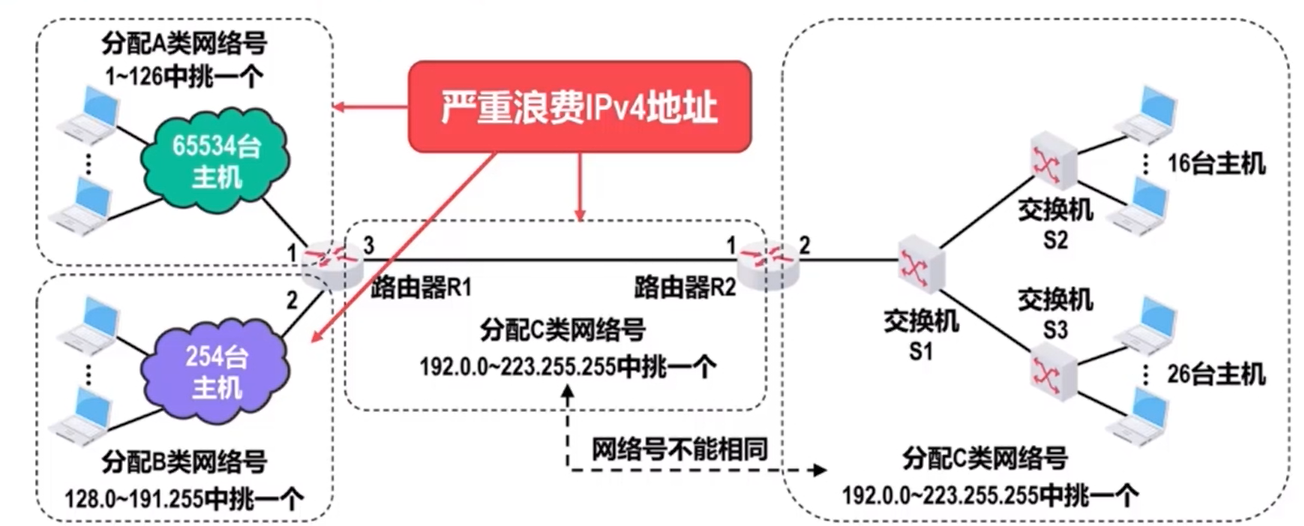 分配A类网络号
1~126中挑一个
65534台
主机
严重浪费IPv4地址
1
3
2
路由器R1
1
2
路由器R2
分配C类网络号
192.0.0~223.255.255中挑一个
网络号不能相同
254台
主机
分配B类网络号
128.0~191.255中挑一个
交换机
S1
交换机
S2
16台主机
交换机
S3
26台主机
分配C类网络号
192.0.0~223.255.255中挑一个